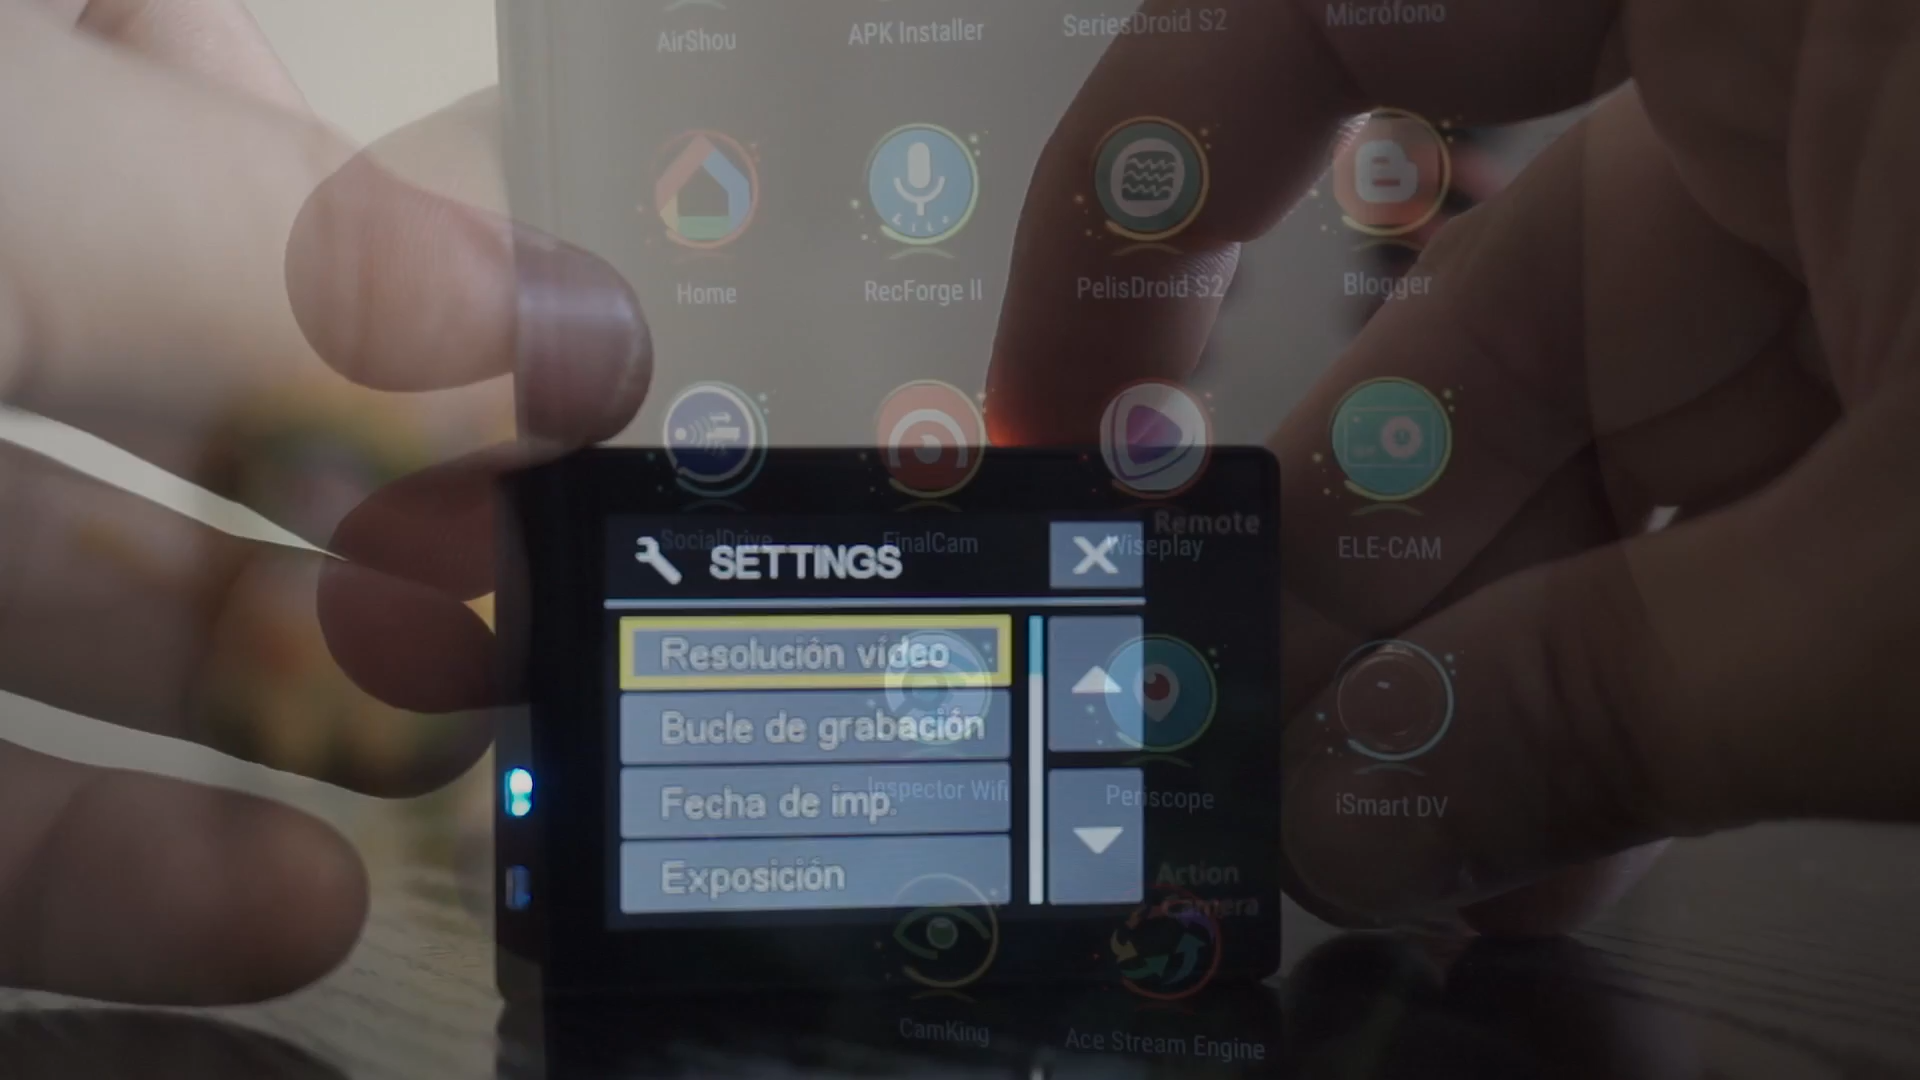 AirShou
APK Installer
SeriesDroid S2
Micrófono
Home
RecForge II
PelisDroid S2
Blogger
SocialDrive
FinalCam
Wiseplay
ELE-CAM
Remote
SETTINGS
X
Resolución vídeo
Bucle de grabación
Fecha de imp.
Exposición
Inspector Wifi
Periscope
iSmart DV
Action
Camera
CamKing
Ace Stream Engine